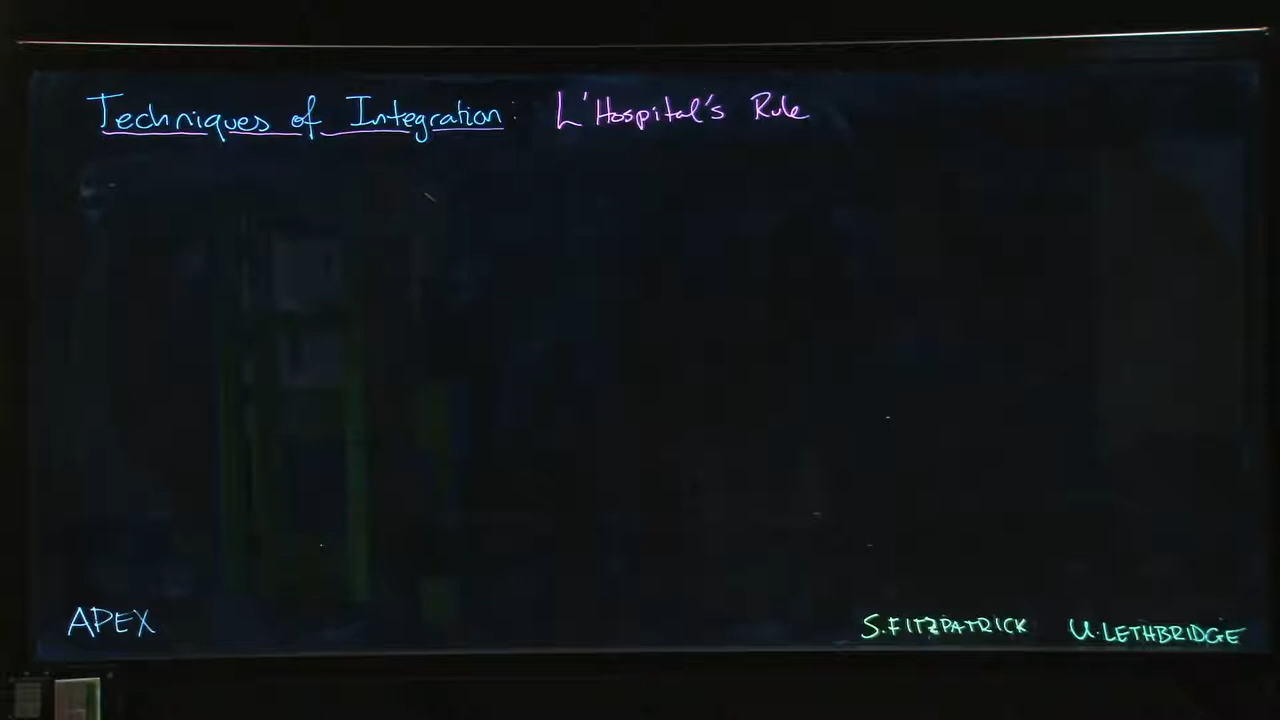 Techniques of Integration: L'Hospital's Rule
APEX
S. FITZPATRICK U. LETHBRIDGE